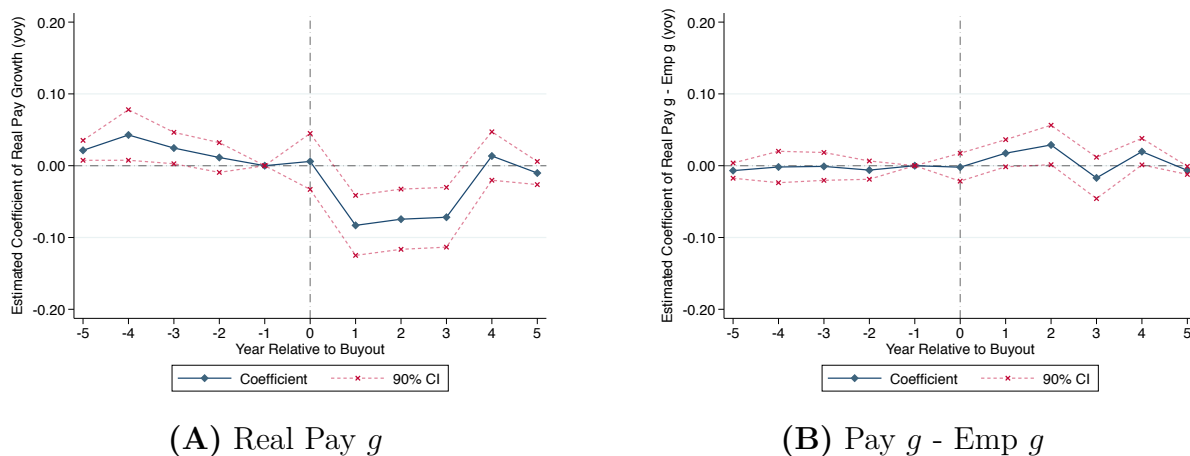 Estimated Coefficient of Real Pay Growth (yoy)
0.20
0.10
0.00
-0.10
-0.20
-5 -4 -3 -2 -1 0 1 2 3 4 5
Year Relative to Buyout
Coefficient 90% CI
(A) Real Pay g
Estimated Coefficient of Real Pay g - Emp g (yoy)
0.20
0.10
0.00
-0.10
-0.20
-5 -4 -3 -2 -1 0 1 2 3 4 5
Year Relative to Buyout
Coefficient 90% CI
(B) Pay g - Emp g